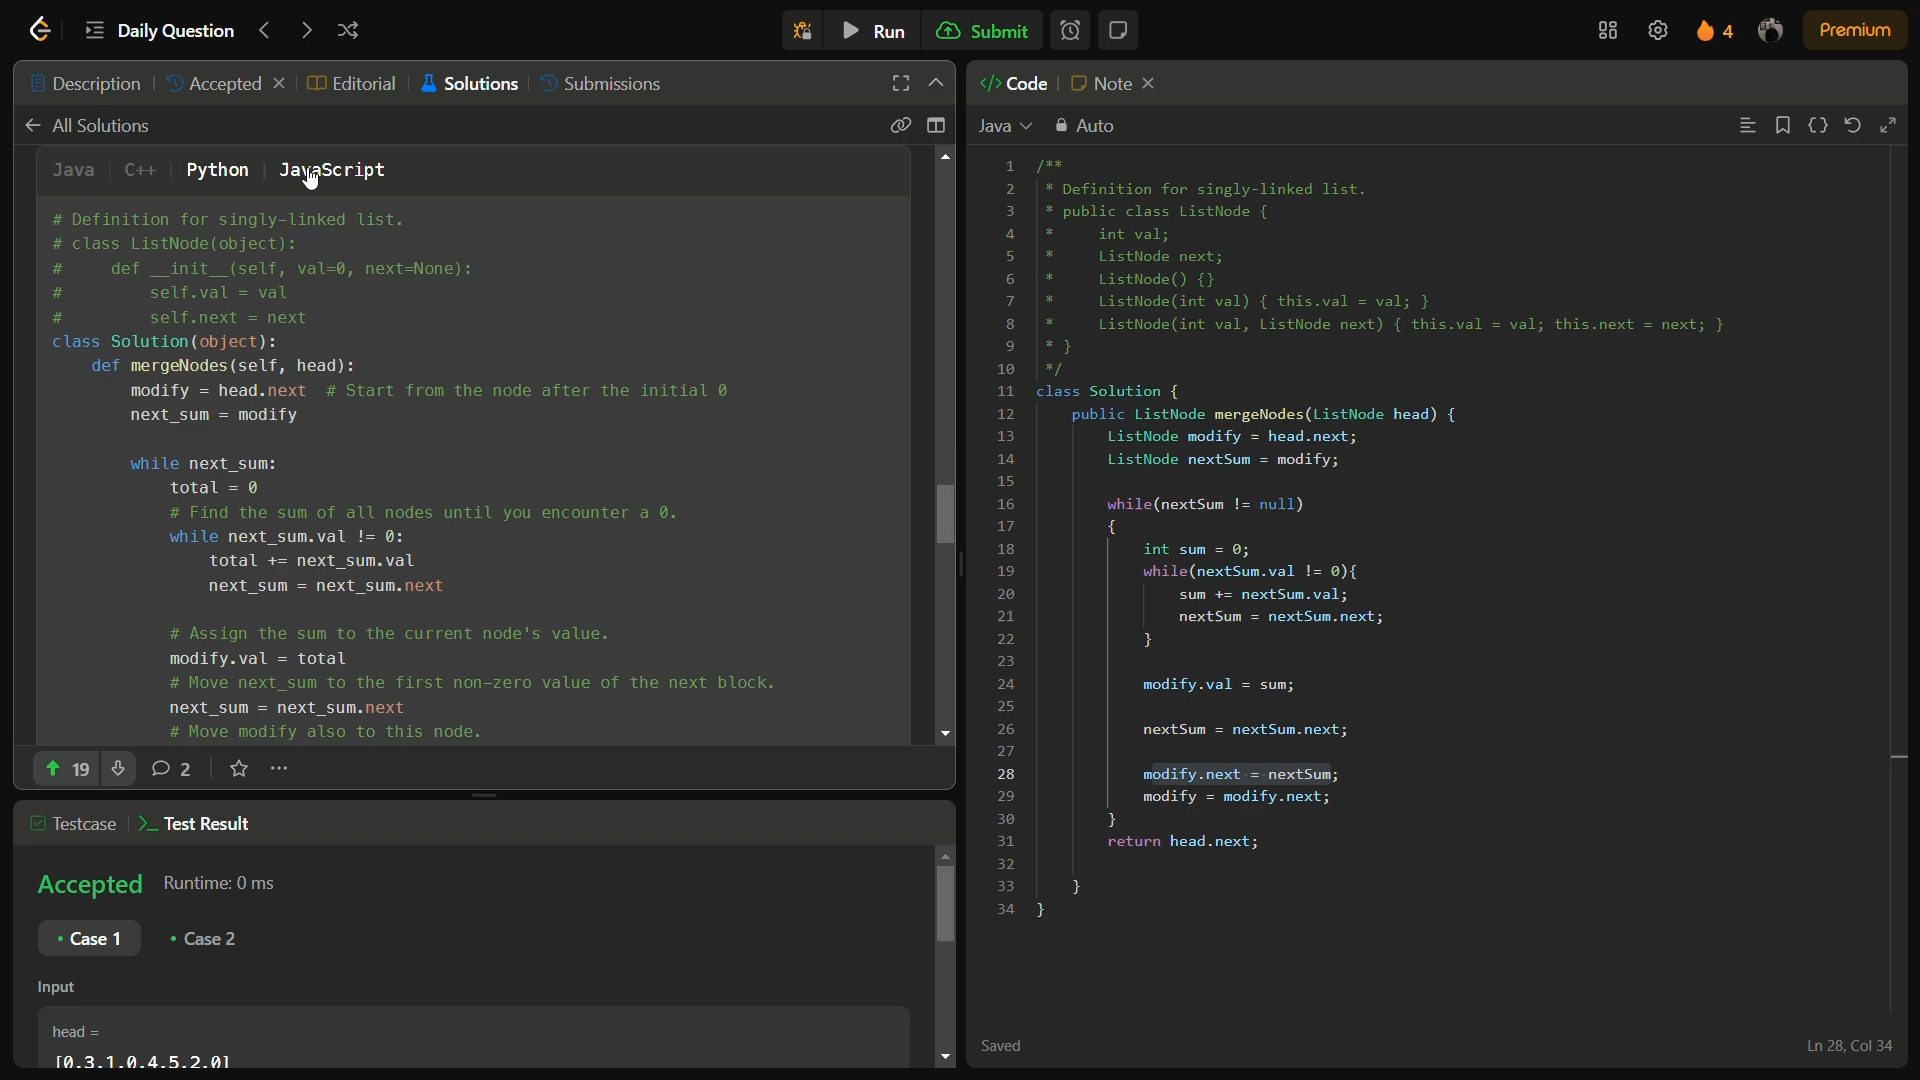 Daily Question
Run
Submit
4
Premium
Description
Accepted
Editorial
Solutions
Submissions
All Solutions
Java
C++
Python
JavaScript
# Definition for singly-linked list.
# class ListNode(object):
#     def __init__(self, val=0, next=None):
#         self.val = val
#         self.next = next
class Solution(object):
    def mergeNodes(self, head):
        modify = head.next  # Start from the node after the initial 0
        next_sum = modify
        while next_sum:
            total = 0
            # Find the sum of all nodes until you encounter a 0.
            while next_sum.val != 0:
                total += next_sum.val
                next_sum = next_sum.next
            # Assign the sum to the current node's value.
            modify.val = total
            # Move next_sum to the first non-zero value of the next block.
            next_sum = next_sum.next
            # Move modify also to this node.
19
2
Testcase
Test Result
Accepted
Runtime: 0 ms
Case 1
Case 2
Input
head =
[0,3,1,0,4,5,2,0]
</> Code
Note
Java
Auto
1 /**
2  * Definition for singly-linked list.
3  * public class ListNode {
4  *     int val;
5  *     ListNode next;
6  *     ListNode() {}
7  *     ListNode(int val) { this.val = val; }
8  *     ListNode(int val, ListNode next) { this.val = val; this.next = next; }
9  * }
10  */
11 class Solution {
12     public ListNode mergeNodes(ListNode head) {
13         ListNode modify = head.next;
14         ListNode nextSum = modify;
15
16         while(nextSum != null)
17         {
18             int sum = 0;
19             while(nextSum.val != 0){
20                 sum += nextSum.val;
21                 nextSum = nextSum.next;
22             }
23
24             modify.val = sum;
25
26             nextSum = nextSum.next;
27
28             modify.next = nextSum;
29             modify = modify.next;
30         }
31         return head.next;
32
33     }
34 }
Saved
Ln 28, Col 34